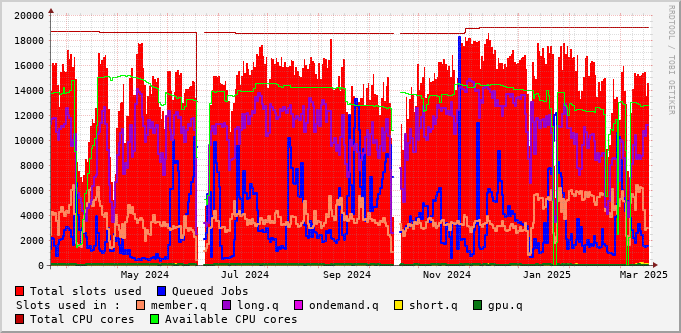 20000
18000
16000
14000
12000
10000
8000
6000
4000
2000
0
May 2024 Jul 2024 Sep 2024 Nov 2024 Jan 2025 Mar 2025
RRDTOOL / TOBI OETIKER
Total slots used Queued Jobs
Slots used in : member.q long.q ondemand.q short.q gpu.q
Total CPU cores Available CPU cores